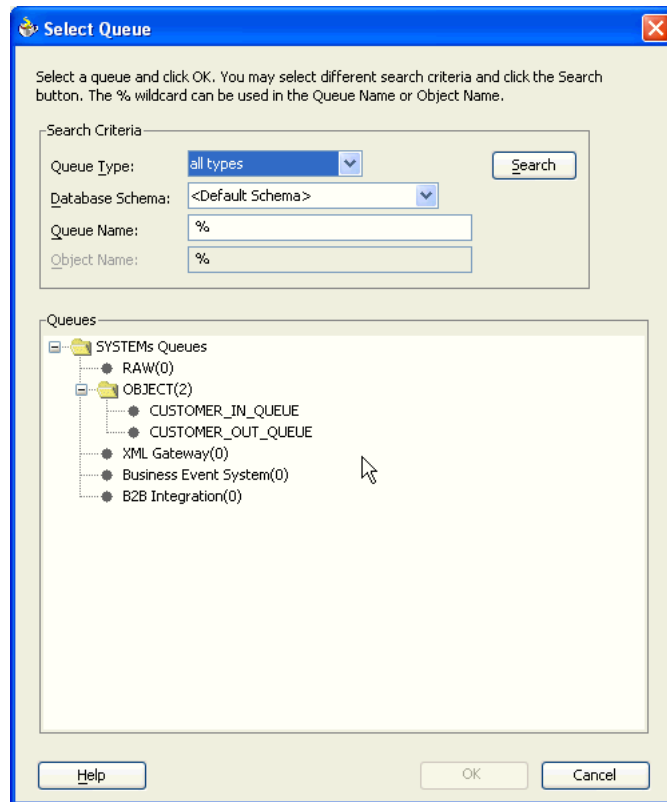 Select Queue
Select a queue and click OK. You may select different search criteria and click the Search
button. The % wildcard can be used in the Queue Name or Object Name.
Search Criteria
Queue Type: all types Search
Database Schema: <Default Schema>
Queue Name: %
Object Name: %
Queues
SYSTEMs Queues
RAW(0)
OBJECT(2)
CUSTOMER_IN_QUEUE
CUSTOMER_OUT_QUEUE
XML Gateway(0)
Business Event System(0)
B2B Integration(0)
Help OK Cancel